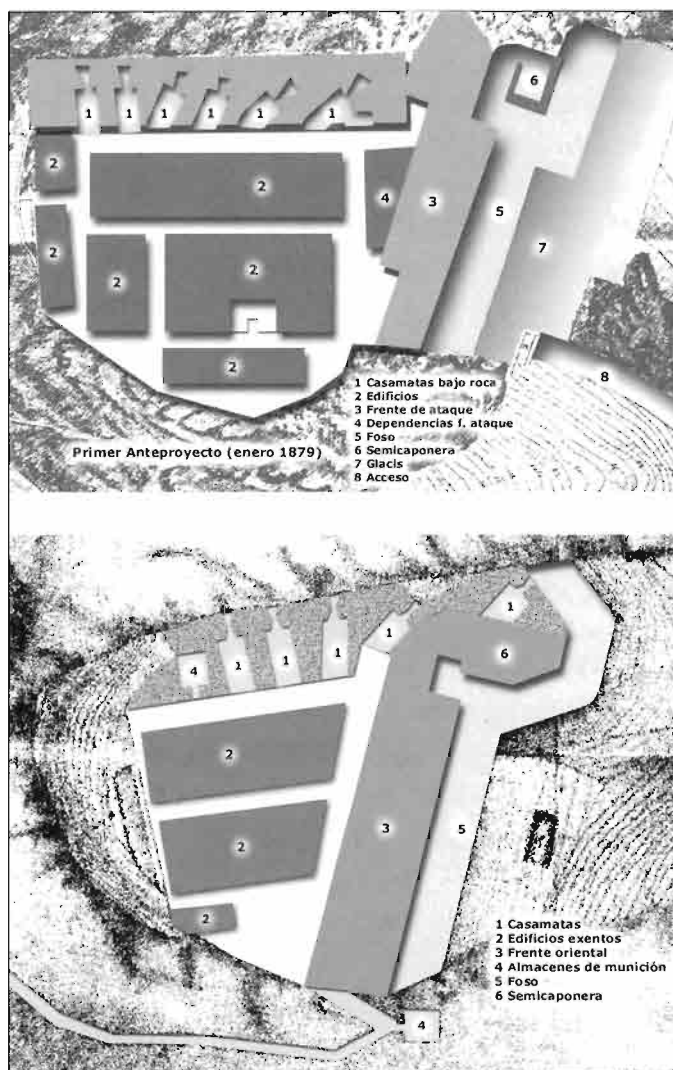 6
1 1 1 1 1 1
2
2
4
3
5
2
2
2
7
2
8
1 Casamatas bajo roca
2 Edificios
3 Frente de ataque
4 Dependencias f. ataque
5 Foso
6 Semicaponera
7 Glacis
8 Acceso
Primer Anteproyecto (enero 1879)
1
1
6
4
1
1
1
2
3
5
2
2
1 Casamatas
2 Edificios exentos
3 Frente oriental
4 Almacenes de munición
5 Foso
6 Semicaponera
4